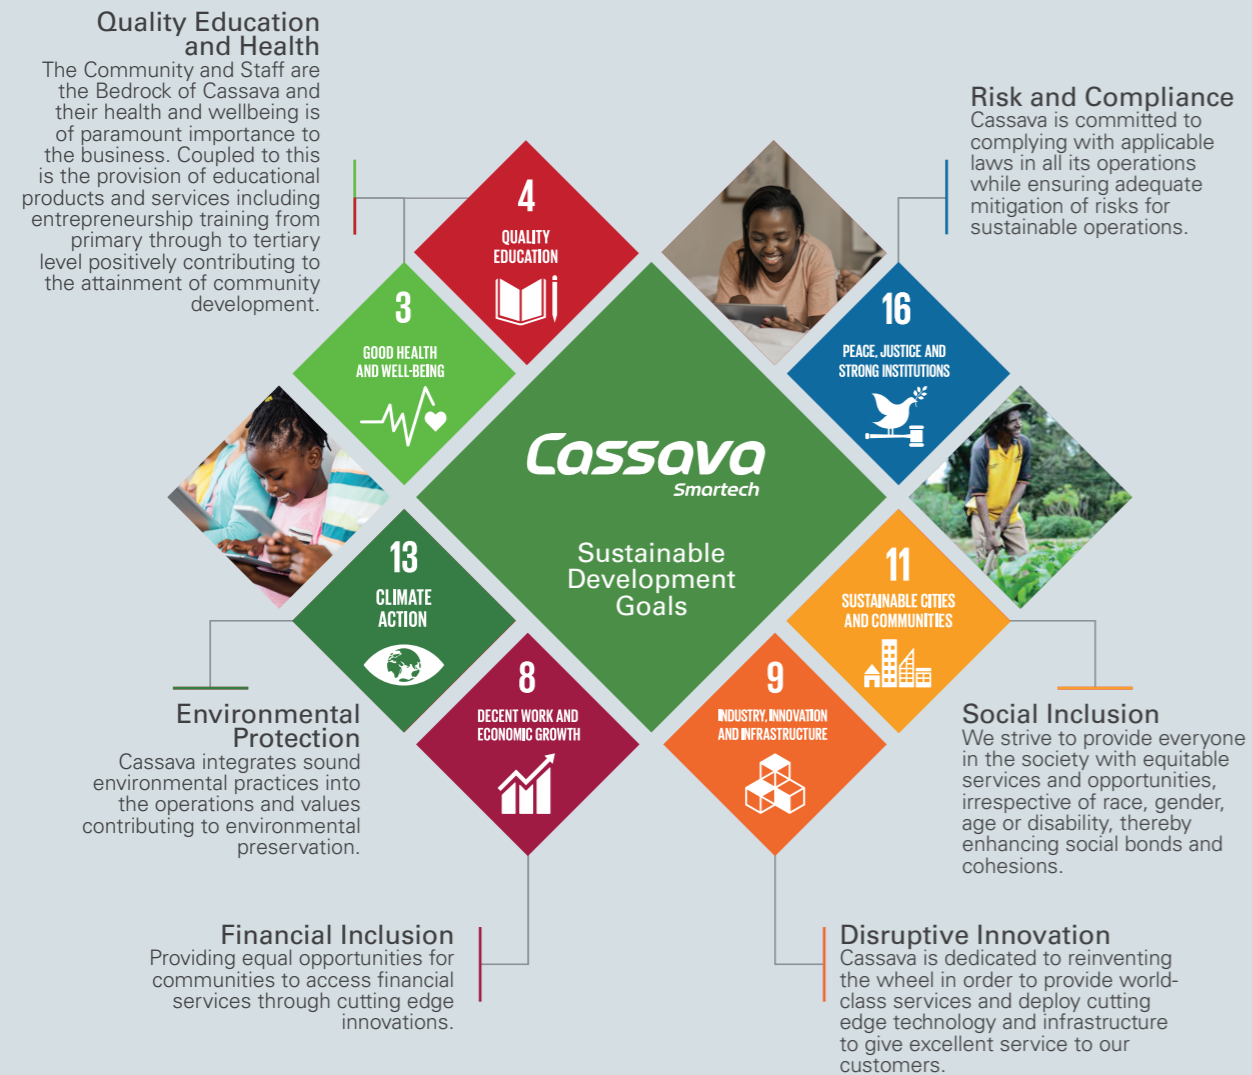 Quality Education
and Health
The Community and Staff are
the Bedrock of Cassava and
their health and wellbeing is
of paramount importance to
the business. Coupled to this
is the provision of educational
products and services including
entrepreneurship training from
primary through to tertiary
level positively contributing to
the attainment of community
development.
Risk and Compliance
Cassava is committed to
complying with applicable
laws in all its operations
while ensuring adequate
mitigation of risks for
sustainable operations.
4
QUALITY
EDUCATION
3
GOOD HEALTH
AND WELL-BEING
16
PEACE, JUSTICE AND
STRONG INSTITUTIONS
Cassava
Smartech
Sustainable
Development
Goals
13
CLIMATE
ACTION
11
SUSTAINABLE CITIES
AND COMMUNITIES
8
DECENT WORK AND
ECONOMIC GROWTH
9
INDUSTRY, INNOVATION
AND INFRASTRUCTURE
Environmental
Protection
Cassava integrates sound
environmental practices into
the operations and values
contributing to environmental
preservation.
Social Inclusion
We strive to provide everyone
in the society with equitable
services and opportunities,
irrespective of race, gender,
age or disability, thereby
enhancing social bonds and
cohesions.
Financial Inclusion
Providing equal opportunities for
communities to access financial
services through cutting edge
innovations.
Disruptive Innovation
Cassava is dedicated to reinventing
the wheel in order to provide world-
class services and deploy cutting
edge technology and infrastructure
to give excellent service to our
customers.